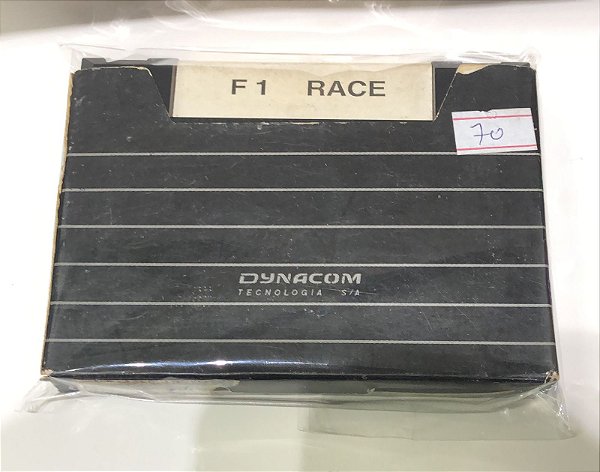 F1 RACE
70
DYNACOM
TECNOLOGIA S/A